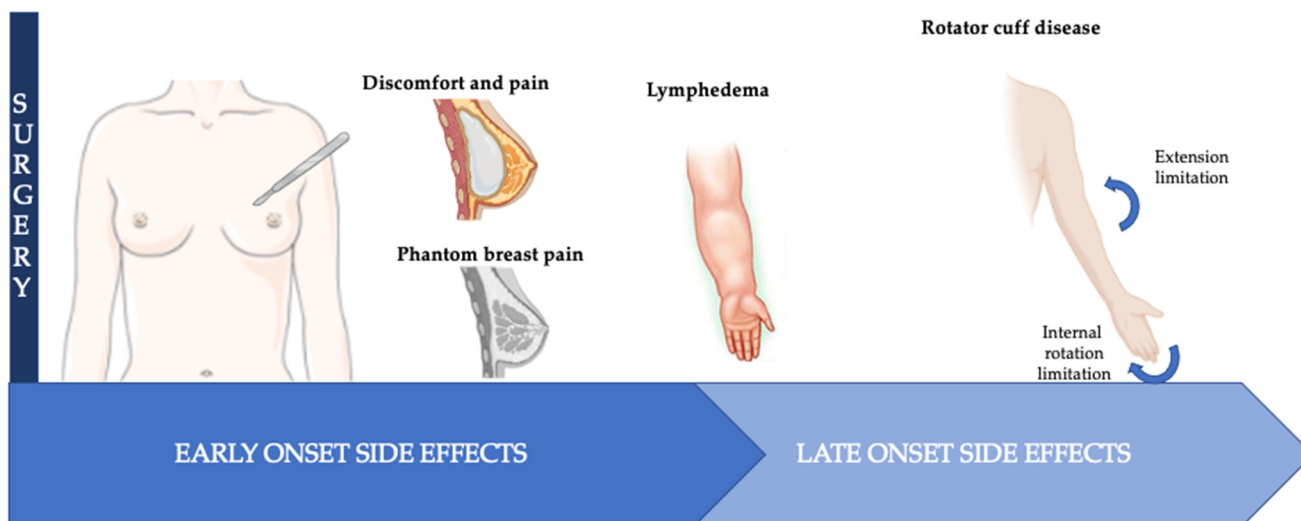 SURGERY
Discomfort and pain
Phantom breast pain
Lymphedema
Rotator cuff disease
Extension
limitation
Internal
rotation
limitation
EARLY ONSET SIDE EFFECTS
LATE ONSET SIDE EFFECTS